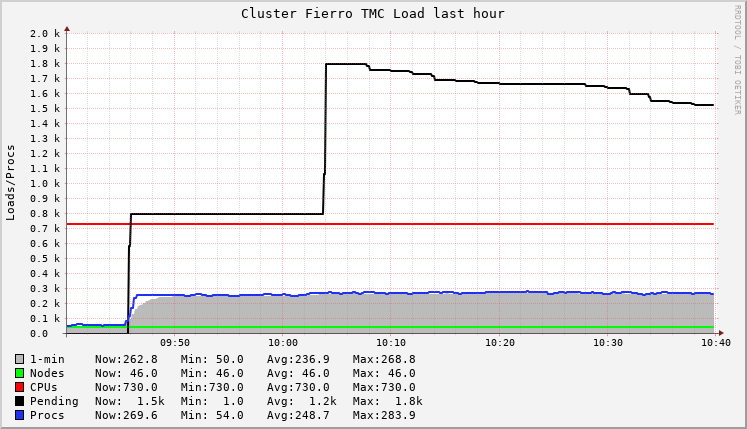 Cluster Fierro TMC Load last hour
RRDTOOL / TOBI OETIKER
Loads/Procs
2.0 k
1.9 k
1.8 k
1.7 k
1.6 k
1.5 k
1.4 k
1.3 k
1.2 k
1.1 k
1.0 k
0.9 k
0.8 k
0.7 k
0.6 k
0.5 k
0.4 k
0.3 k
0.2 k
0.1 k
0.0
09:50 10:00 10:10 10:20 10:30 10:40
1-min Now:262.8 Min: 50.0 Avg:236.9 Max:268.8
Nodes Now: 46.0 Min: 46.0 Avg: 46.0 Max: 46.0
CPUs Now:730.0 Min:730.0 Avg:730.0 Max:730.0
Pending Now: 1.5k Min: 1.0 Avg: 1.2k Max: 1.8k
Procs Now:269.6 Min: 54.0 Avg:248.7 Max:283.9